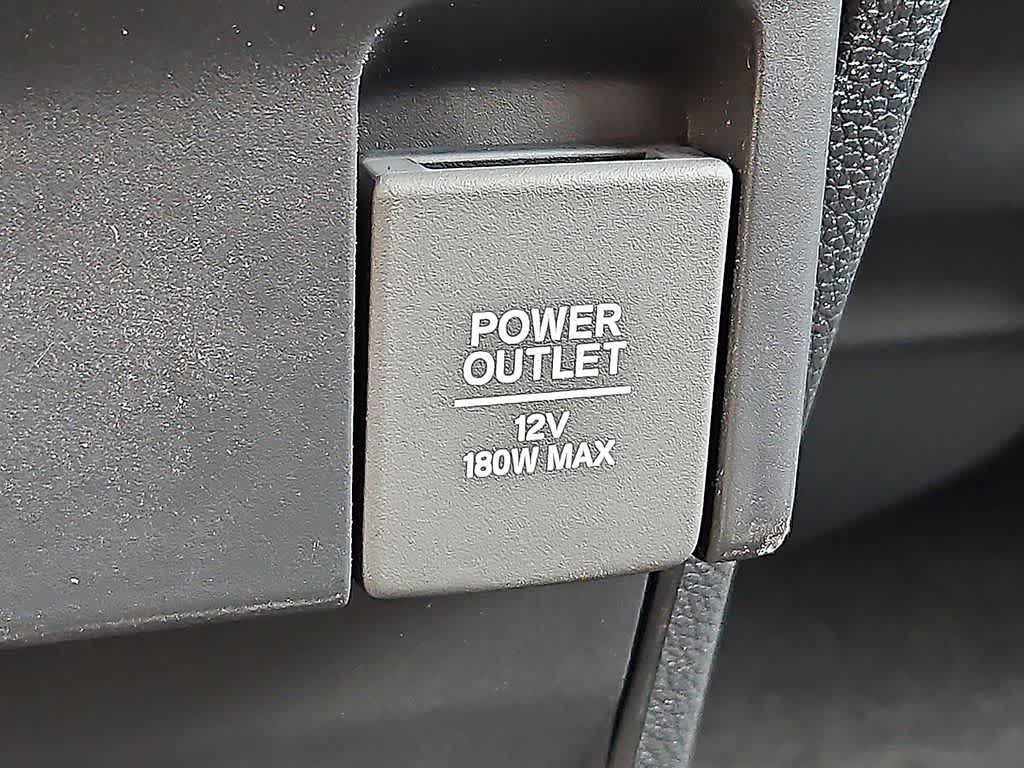 POWER
OUTLET
12V
180W MAX